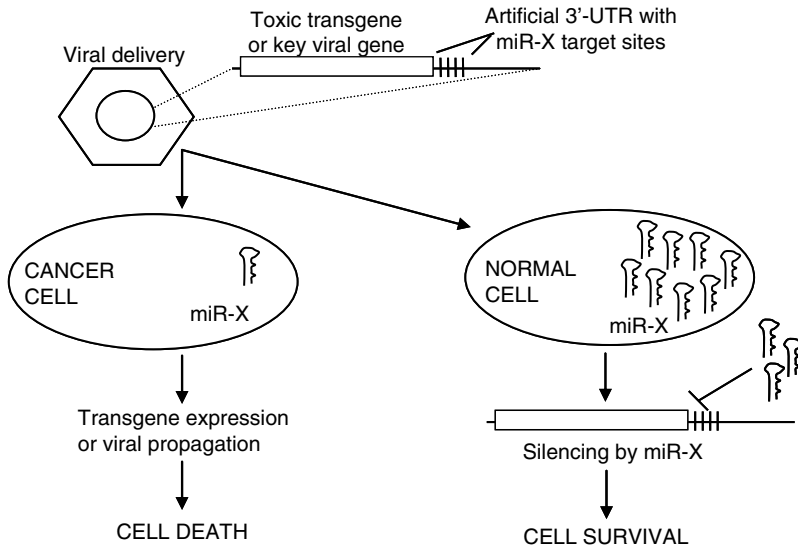 Toxic transgene
or key viral gene
Artificial 3'-UTR with
miR-X target sites
Viral delivery
CANCER
CELL
miR-X
NORMAL
CELL
miR-X
Transgene expression
or viral propagation
Silencing by miR-X
CELL DEATH
CELL SURVIVAL